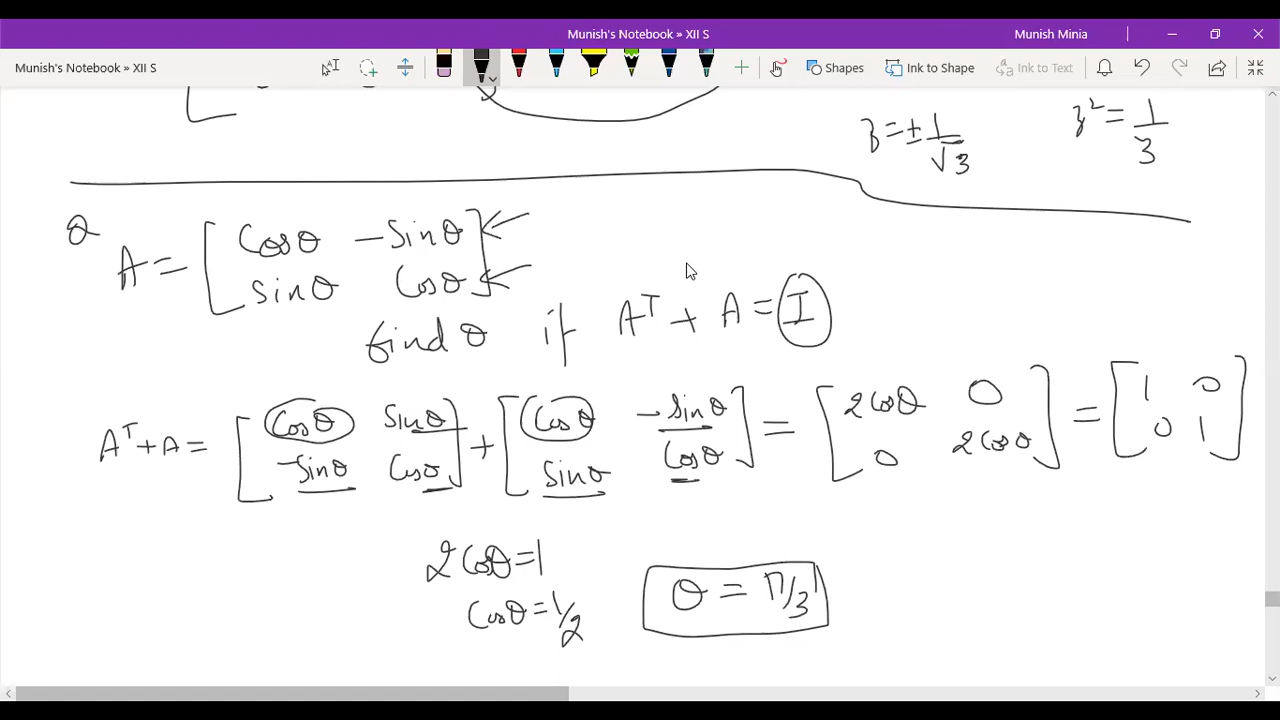 Munish's Notebook » XII S
Munish Minia
Munish's Notebook » XII S
Shapes
Ink to Shape
Ink to Text
z = ± 1/√3
z² = 1/3
Q
A = [cosθ -sinθ
sinθ cosθ]
find θ if Aᵀ + A = I
Aᵀ + A = [cosθ sinθ
-sinθ cosθ] + [cosθ -sinθ
sinθ cosθ] = [2cosθ 0
0 2cosθ] = [1 0
0 1]
2cosθ = 1
cosθ = 1/2
θ = π/3